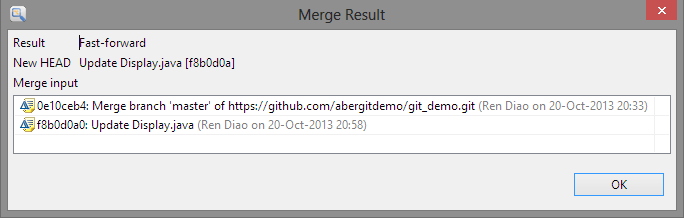 Merge Result
Result Fast-forward
New HEAD Update Display.java [f8b0d0a]
Merge input
0e10ceb4: Merge branch 'master' of https://github.com/abergitdemo/git_demo.git (Ren Diao on 20-Oct-2013 20:33)
f8b0d0a0: Update Display.java (Ren Diao on 20-Oct-2013 20:58)
OK